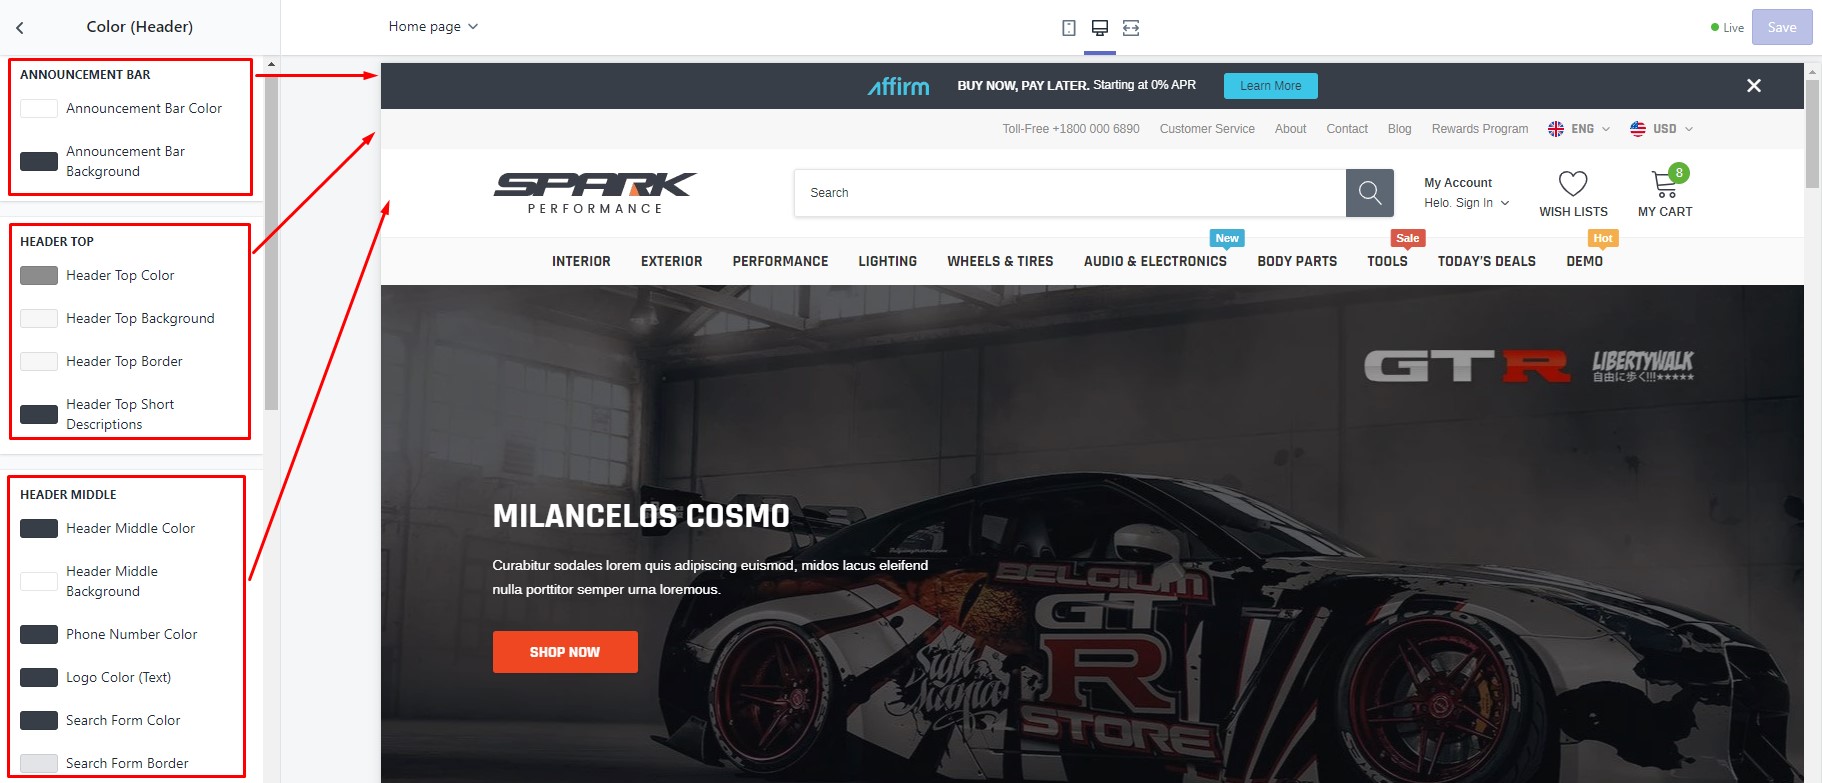 Color (Header)
Home page
Live
Save
ANNOUNCEMENT BAR
Announcement Bar Color
Announcement Bar
Background
HEADER TOP
Header Top Color
Header Top Background
Header Top Border
Header Top Short
Descriptions
HEADER MIDDLE
Header Middle Color
Header Middle
Background
Phone Number Color
Logo Color (Text)
Search Form Color
Search Form Border
affirm BUY NOW, PAY LATER. Starting at 0% APR Learn More
Toll-Free +1800 000 6890 Customer Service About Contact Blog Rewards Program ENG USD
SPARK
PERFORMANCE
Search
My Account
Helo. Sign In
WISH LISTS
8
MY CART
New Sale Hot
INTERIOR EXTERIOR PERFORMANCE LIGHTING WHEELS & TIRES AUDIO & ELECTRONICS BODY PARTS TOOLS TODAY'S DEALS DEMO
GTR
LIBERTYWALK
自由に歩く!!!★★★★★
MILANCELOS COSMO
Curabitur sodales lorem quis adipiscing euismod, midos lacus eleifend
nulla porttitor semper urna loremous.
SHOP NOW
BELGIUM
GT
R
STORE